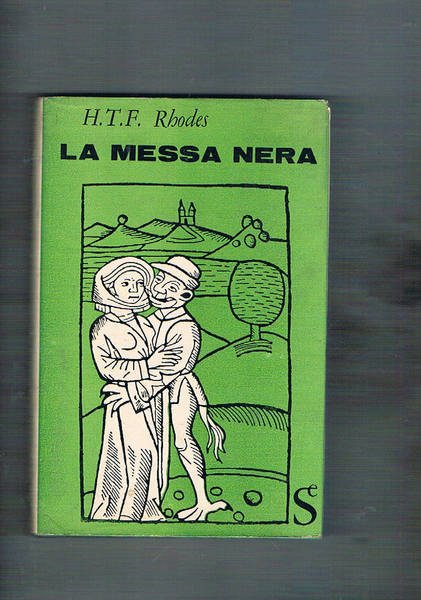 H.T.F. Rhodes
LA MESSA NERA
Se